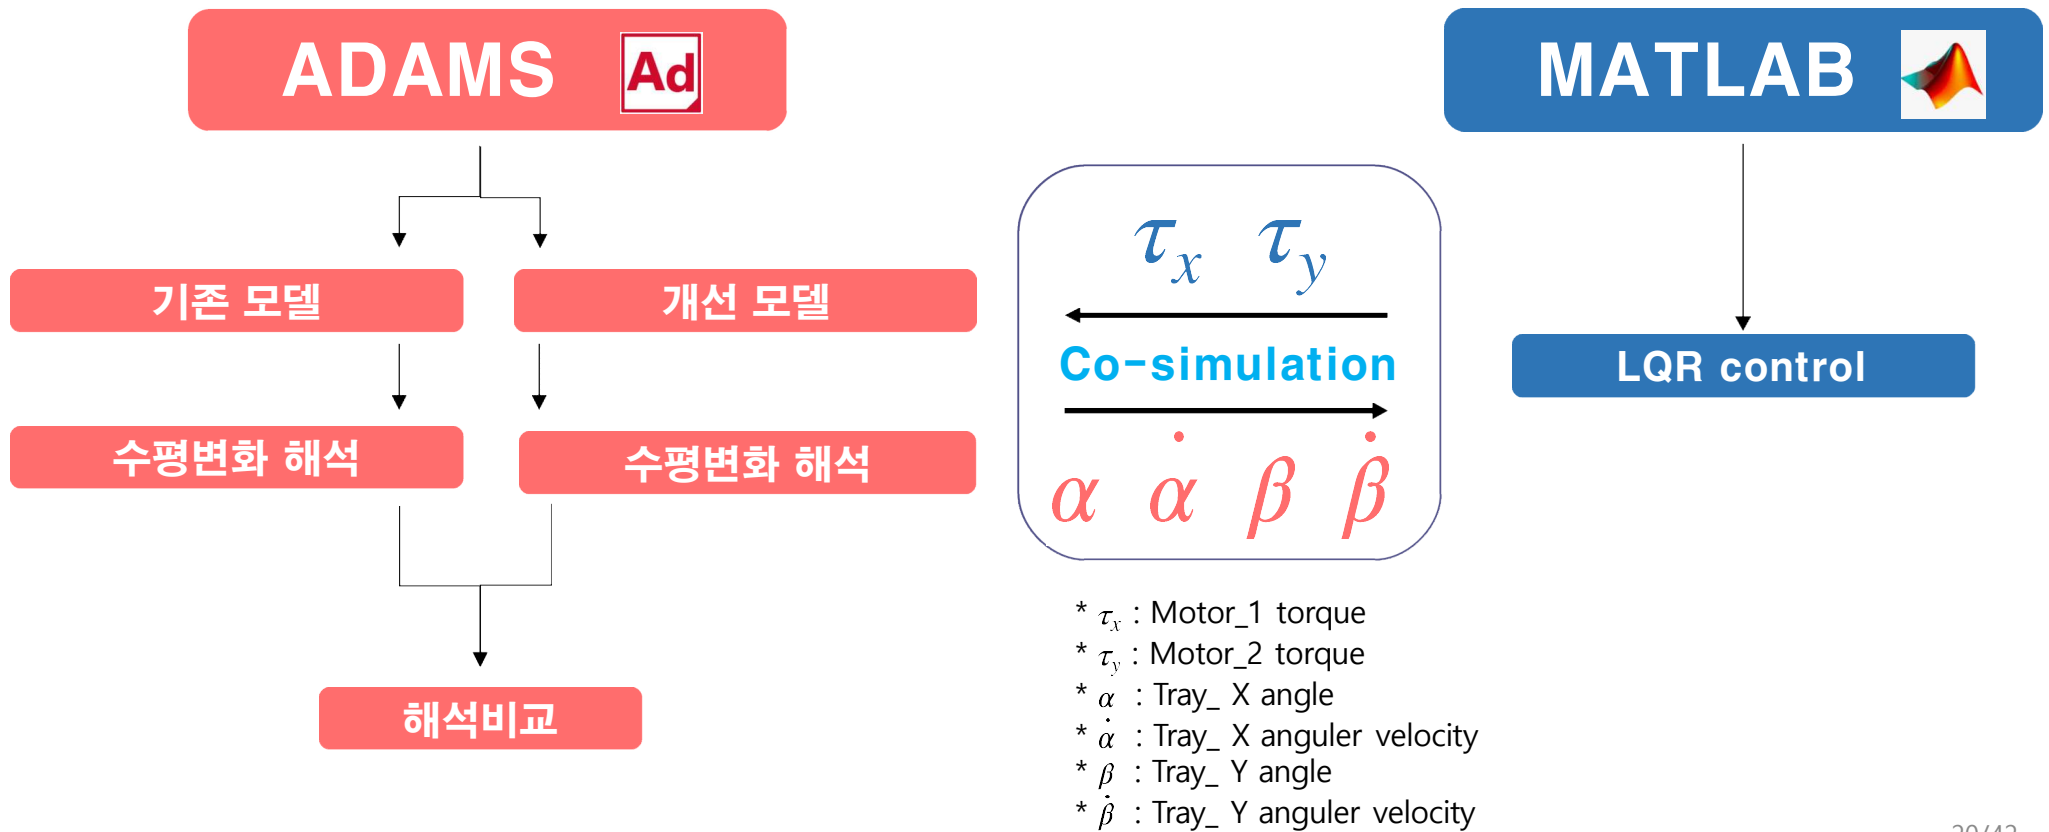 ADAMS
Ad
MATLAB
기존 모델
개선 모델
수평변화 해석
수평변화 해석
해석비교
τx τy
Co-simulation
α α̇ β β̇
LQR control
* τx : Motor_1 torque
* τy : Motor_2 torque
* α : Tray_ X angle
* α̇ : Tray_ X anguler velocity
* β : Tray_ Y angle
* β̇ : Tray_ Y anguler velocity